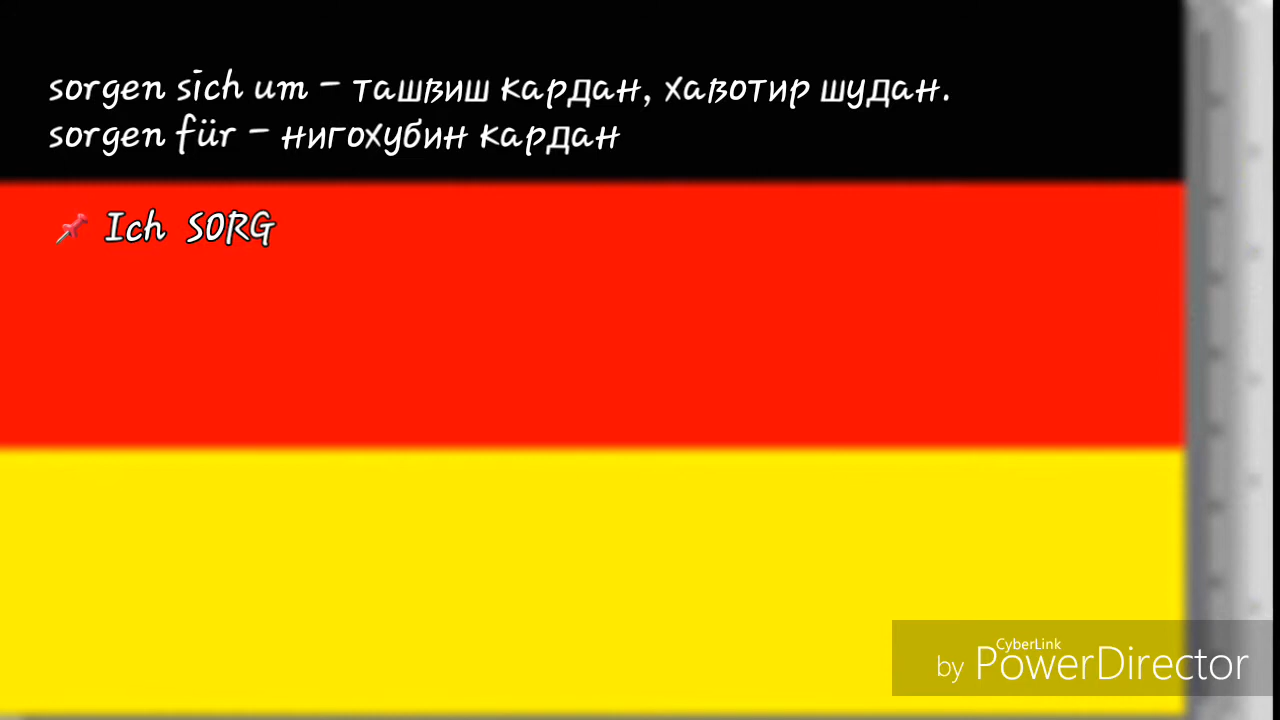 sorgen sich um – ташвиш кардан, хавотир шудан.
sorgen für – нигохубин кардан
📌 Ich SORG
CyberLink
by PowerDirector